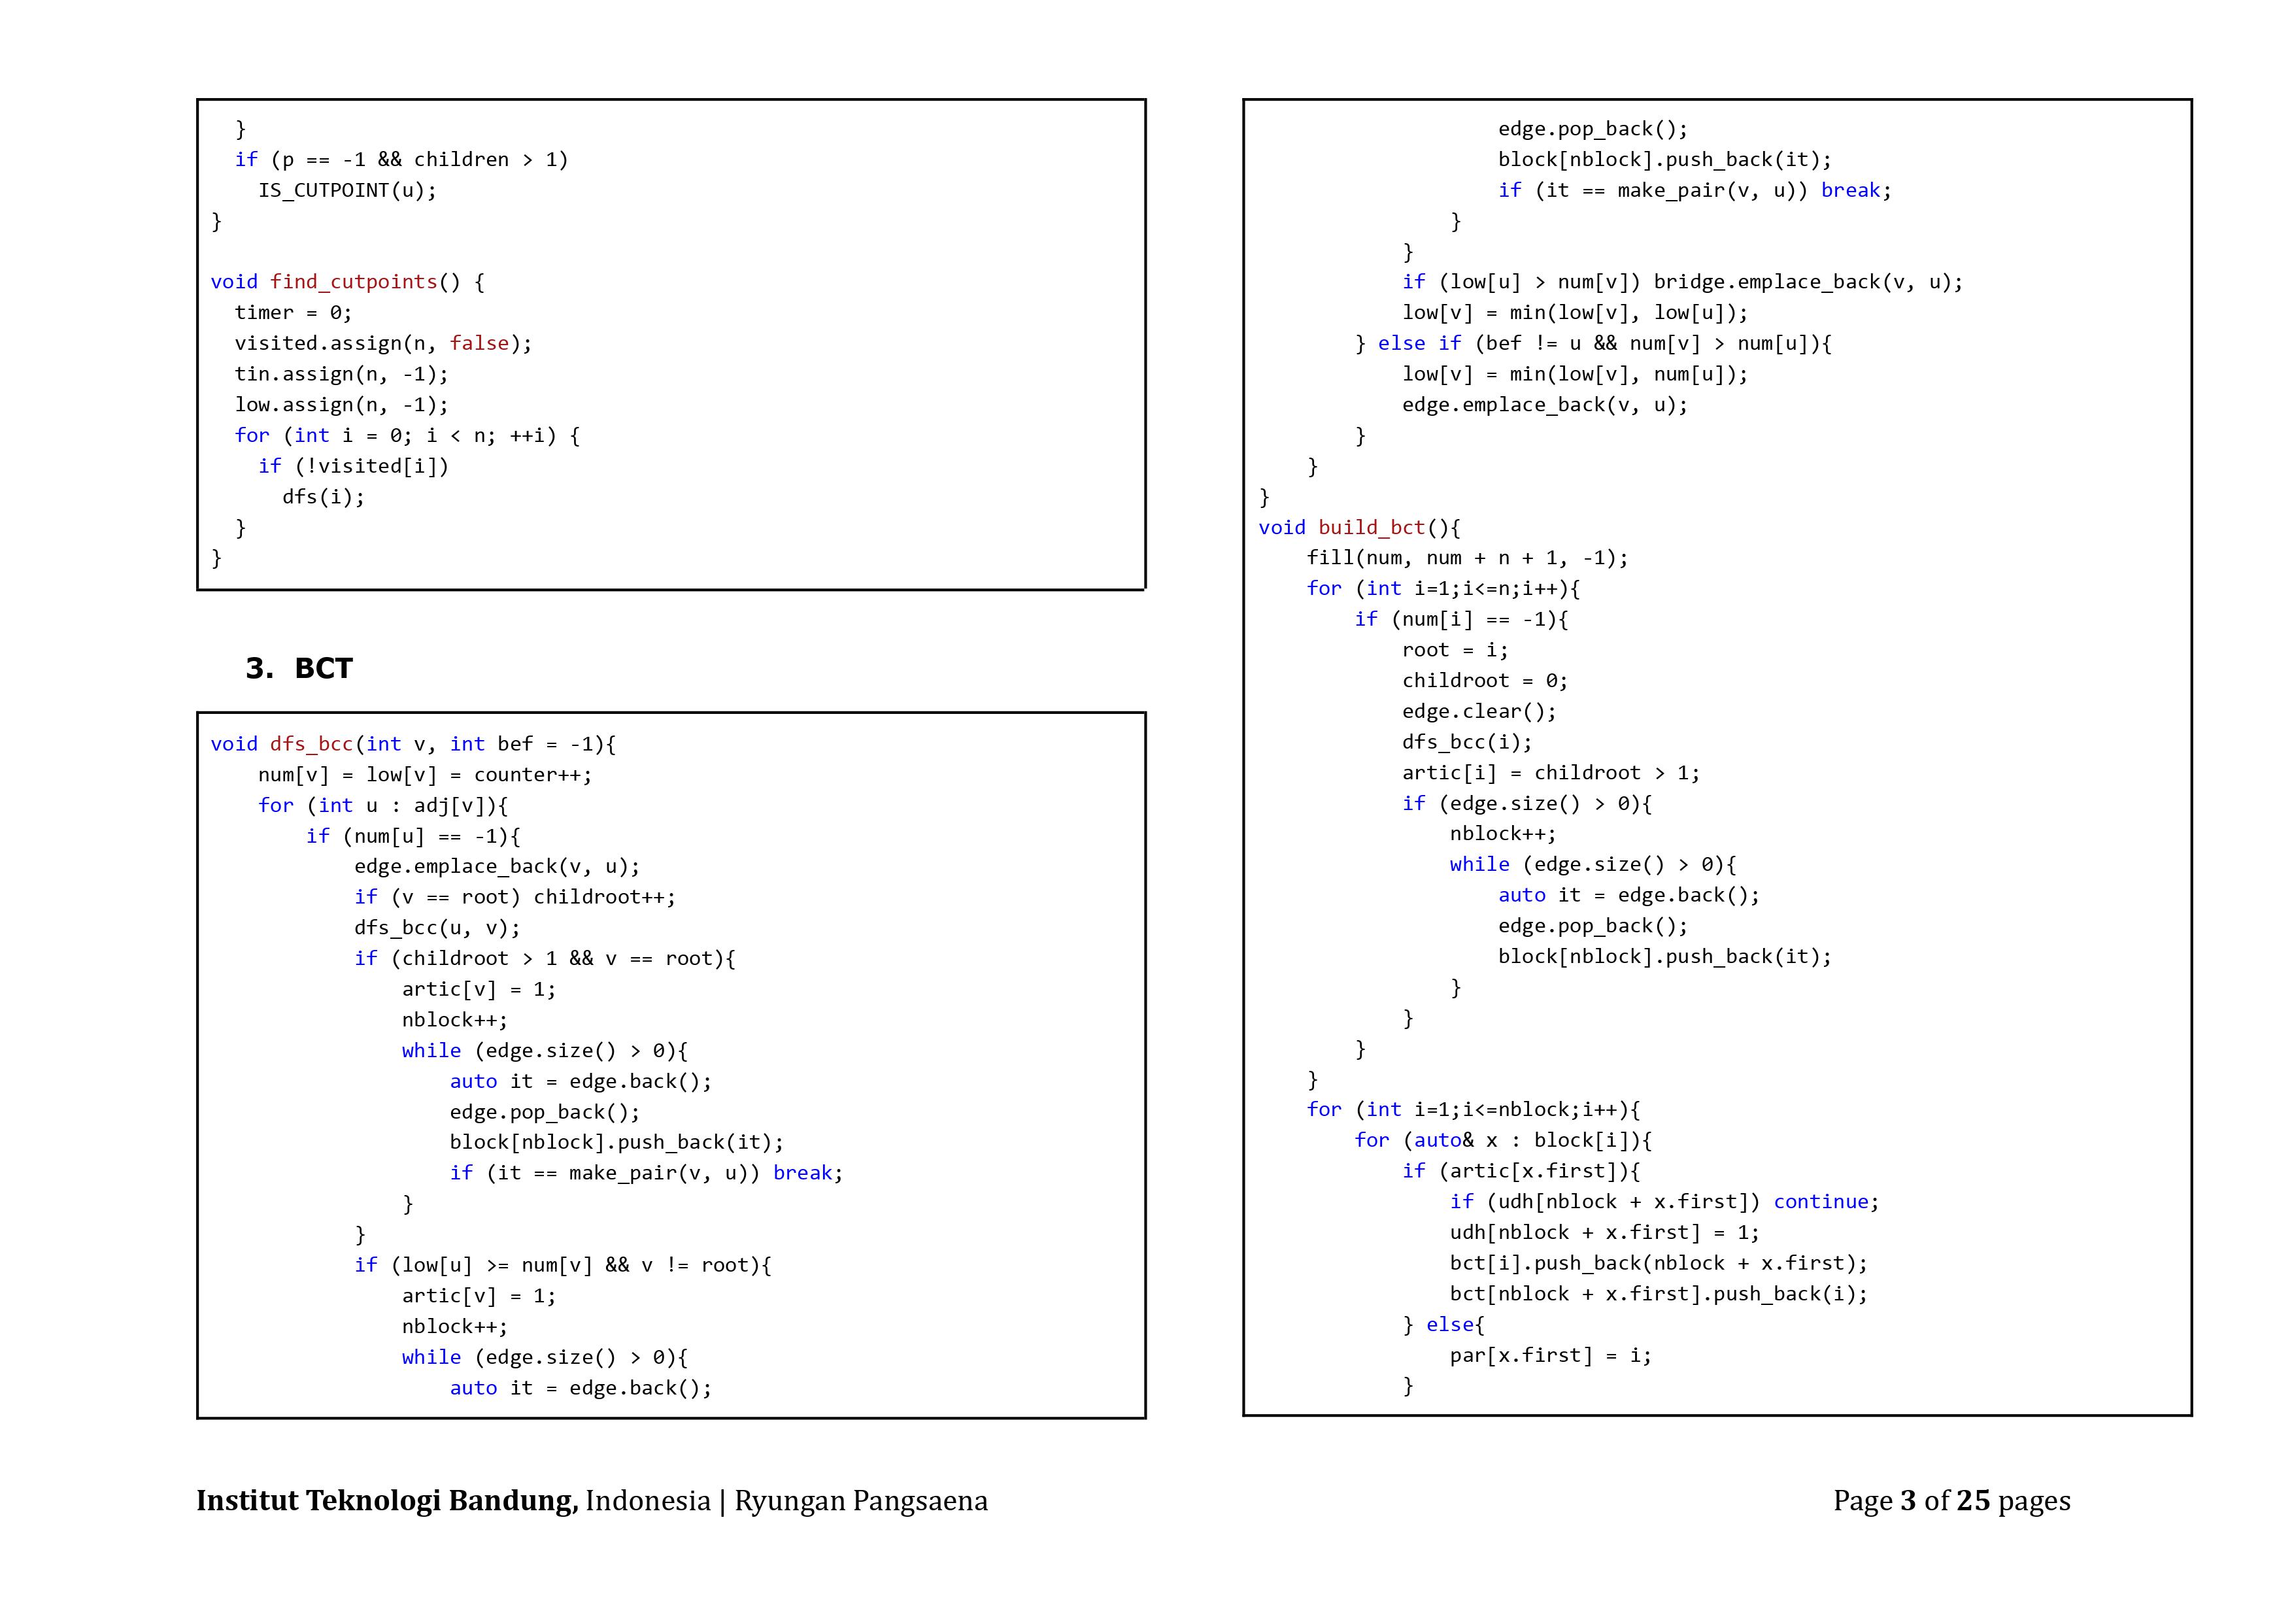 }
  if (p == -1 && children > 1)
    IS_CUTPOINT(u);
}

void find_cutpoints() {
  timer = 0;
  visited.assign(n, false);
  tin.assign(n, -1);
  low.assign(n, -1);
  for (int i = 0; i < n; ++i) {
    if (!visited[i])
      dfs(i);
  }
}

3. BCT

void dfs_bcc(int v, int bef = -1){
    num[v] = low[v] = counter++;
    for (int u : adj[v]){
        if (num[u] == -1){
            edge.emplace_back(v, u);
            if (v == root) childroot++;
            dfs_bcc(u, v);
            if (childroot > 1 && v == root){
                artic[v] = 1;
                nblock++;
                while (edge.size() > 0){
                    auto it = edge.back();
                    edge.pop_back();
                    block[nblock].push_back(it);
                    if (it == make_pair(v, u)) break;
                }
            }
            if (low[u] >= num[v] && v != root){
                artic[v] = 1;
                nblock++;
                while (edge.size() > 0){
                    auto it = edge.back();
                    edge.pop_back();
                    block[nblock].push_back(it);
                    if (it == make_pair(v, u)) break;
                }
            }
            if (low[u] > num[v]) bridge.emplace_back(v, u);
            low[v] = min(low[v], low[u]);
        } else if (bef != u && num[v] > num[u]){
            low[v] = min(low[v], num[u]);
            edge.emplace_back(v, u);
        }
    }
}
void build_bct(){
    fill(num, num + n + 1, -1);
    for (int i=1;i<=n;i++){
        if (num[i] == -1){
            root = i;
            childroot = 0;
            edge.clear();
            dfs_bcc(i);
            artic[i] = childroot > 1;
            if (edge.size() > 0){
                nblock++;
                while (edge.size() > 0){
                    auto it = edge.back();
                    edge.pop_back();
                    block[nblock].push_back(it);
                }
            }
        }
    }
    for (int i=1;i<=nblock;i++){
        for (auto& x : block[i]){
            if (artic[x.first]){
                if (udh[nblock + x.first]) continue;
                udh[nblock + x.first] = 1;
                bct[i].push_back(nblock + x.first);
                bct[nblock + x.first].push_back(i);
            } else{
                par[x.first] = i;
            }

Institut Teknologi Bandung, Indonesia | Ryungan Pangsaena
Page 3 of 25 pages